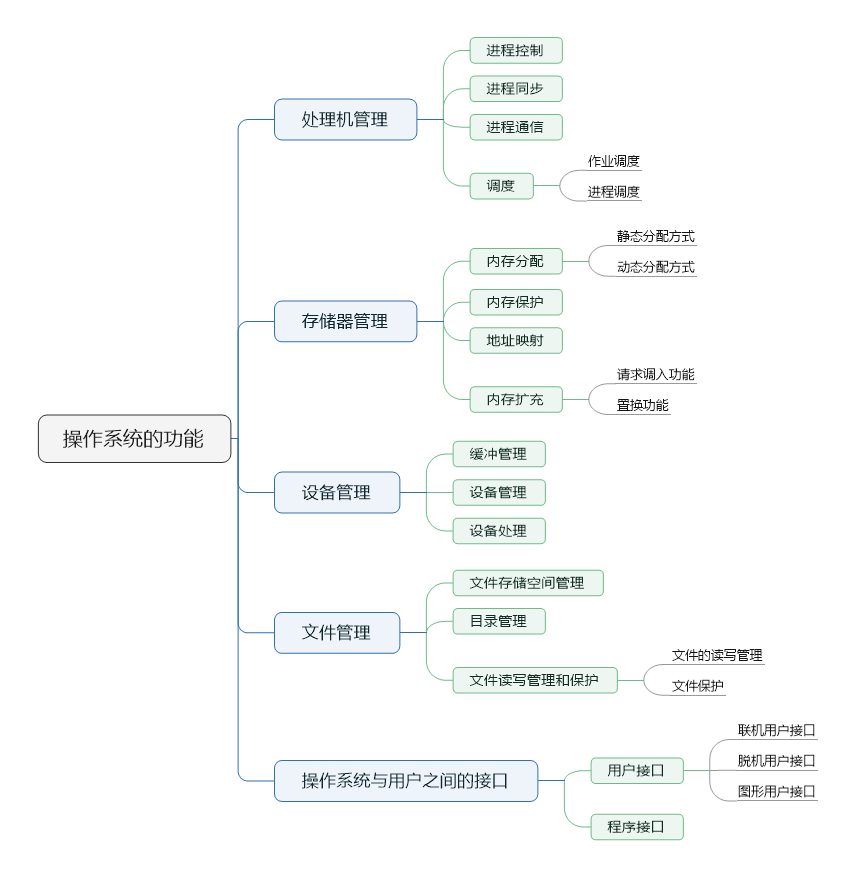 操作系统的功能
处理机管理
进程控制
进程同步
进程通信
调度
作业调度
进程调度
存储器管理
内存分配
静态分配方式
动态分配方式
内存保护
地址映射
内存扩充
请求调入功能
置换功能
设备管理
缓冲管理
设备管理
设备处理
文件管理
文件存储空间管理
目录管理
文件读写管理和保护
文件的读写管理
文件保护
操作系统与用户之间的接口
用户接口
联机用户接口
脱机用户接口
图形用户接口
程序接口